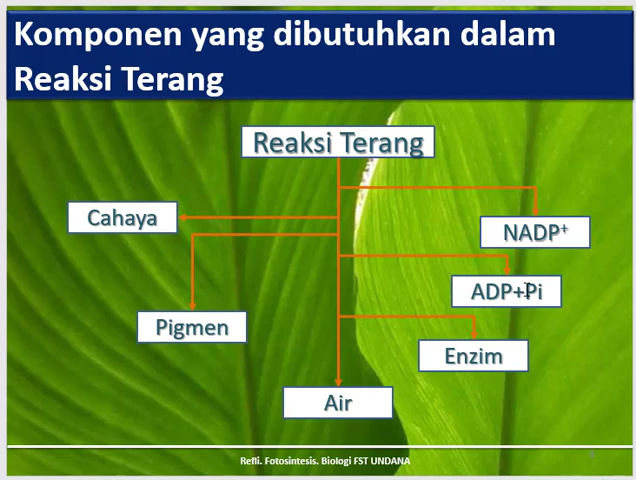 Komponen yang dibutuhkan dalam
Reaksi Terang
Reaksi Terang
Cahaya
NADP⁺
ADP+Pi
Pigmen
Enzim
Air
Refli. Fotosintesis. Biologi FST UNDANA